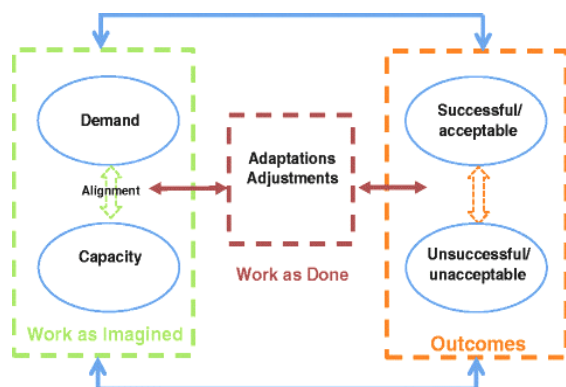 Demand
Alignment
Capacity
Work as Imagined
Adaptations
Adjustments
Work as Done
Successful/
acceptable
Unsuccessful/
unacceptable
Outcomes